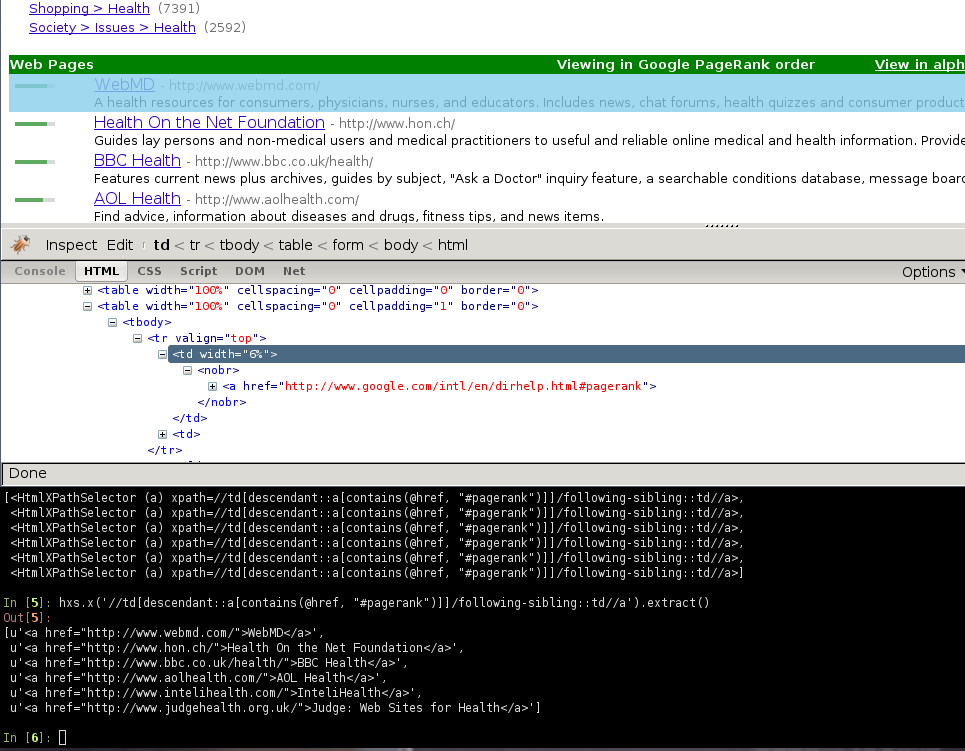 Shopping > Health (7391)
Society > Issues > Health (2592)
Web Pages Viewing in Google PageRank order View in alph
WebMD - http://www.webmd.com/
A health resources for consumers, physicians, nurses, and educators. Includes news, chat forums, health quizzes and consumer product
Health On the Net Foundation - http://www.hon.ch/
Guides lay persons and non-medical users and medical practitioners to useful and reliable online medical and health information. Provide
BBC Health - http://www.bbc.co.uk/health/
Features current news plus archives, guides by subject, "Ask a Doctor" inquiry feature, a searchable conditions database, message board
AOL Health - http://www.aolhealth.com/
Find advice, information about diseases and drugs, fitness tips, and news items.
Inspect Edit td < tr < tbody < table < form < body < html
Console HTML CSS Script DOM Net Options
<table width="100%" cellspacing="0" cellpadding="0" border="0">
<table width="100%" cellspacing="0" cellpadding="1" border="0">
<tbody>
<tr valign="top">
<td width="6%">
<nobr>
<a href="http://www.google.com/intl/en/dirhelp.html#pagerank">
</nobr>
</td>
<td>
</tr>
Done
[<HtmlXPathSelector (a) xpath=//td[descendant::a[contains(@href, "#pagerank")]]/following-sibling::td//a>,
<HtmlXPathSelector (a) xpath=//td[descendant::a[contains(@href, "#pagerank")]]/following-sibling::td//a>,
<HtmlXPathSelector (a) xpath=//td[descendant::a[contains(@href, "#pagerank")]]/following-sibling::td//a>,
<HtmlXPathSelector (a) xpath=//td[descendant::a[contains(@href, "#pagerank")]]/following-sibling::td//a>,
<HtmlXPathSelector (a) xpath=//td[descendant::a[contains(@href, "#pagerank")]]/following-sibling::td//a>,
<HtmlXPathSelector (a) xpath=//td[descendant::a[contains(@href, "#pagerank")]]/following-sibling::td//a>]
In [5]: hxs.x('//td[descendant::a[contains(@href, "#pagerank")]]/following-sibling::td//a').extract()
Out[5]:
[u'<a href="http://www.webmd.com/">WebMD</a>',
u'<a href="http://www.hon.ch/">Health On the Net Foundation</a>',
u'<a href="http://www.bbc.co.uk/health/">BBC Health</a>',
u'<a href="http://www.aolhealth.com/">AOL Health</a>',
u'<a href="http://www.intelihealth.com/">InteliHealth</a>',
u'<a href="http://www.judgehealth.org.uk/">Judge: Web Sites for Health</a>']
In [6]: